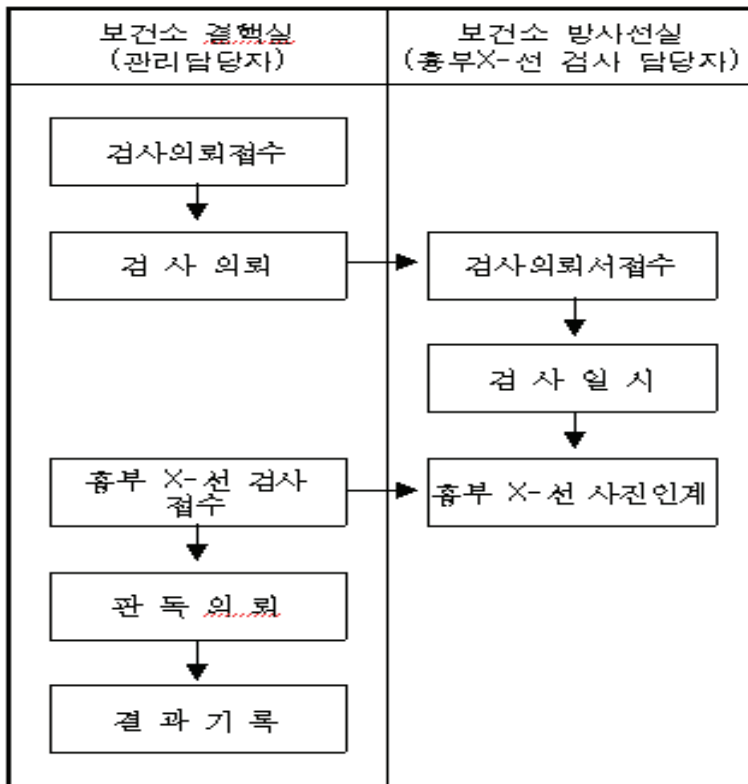 보건소 결핵실
(관리담당자)
보건소 방사선실
(흉부X-선 검사 담당자)
검사의뢰접수
검 사 의뢰
검사의뢰서접수
검 사 일 시
흉부 X-선 검사
접수
흉부 X-선 사진인계
판 독 의 뢰
결 과 기 록